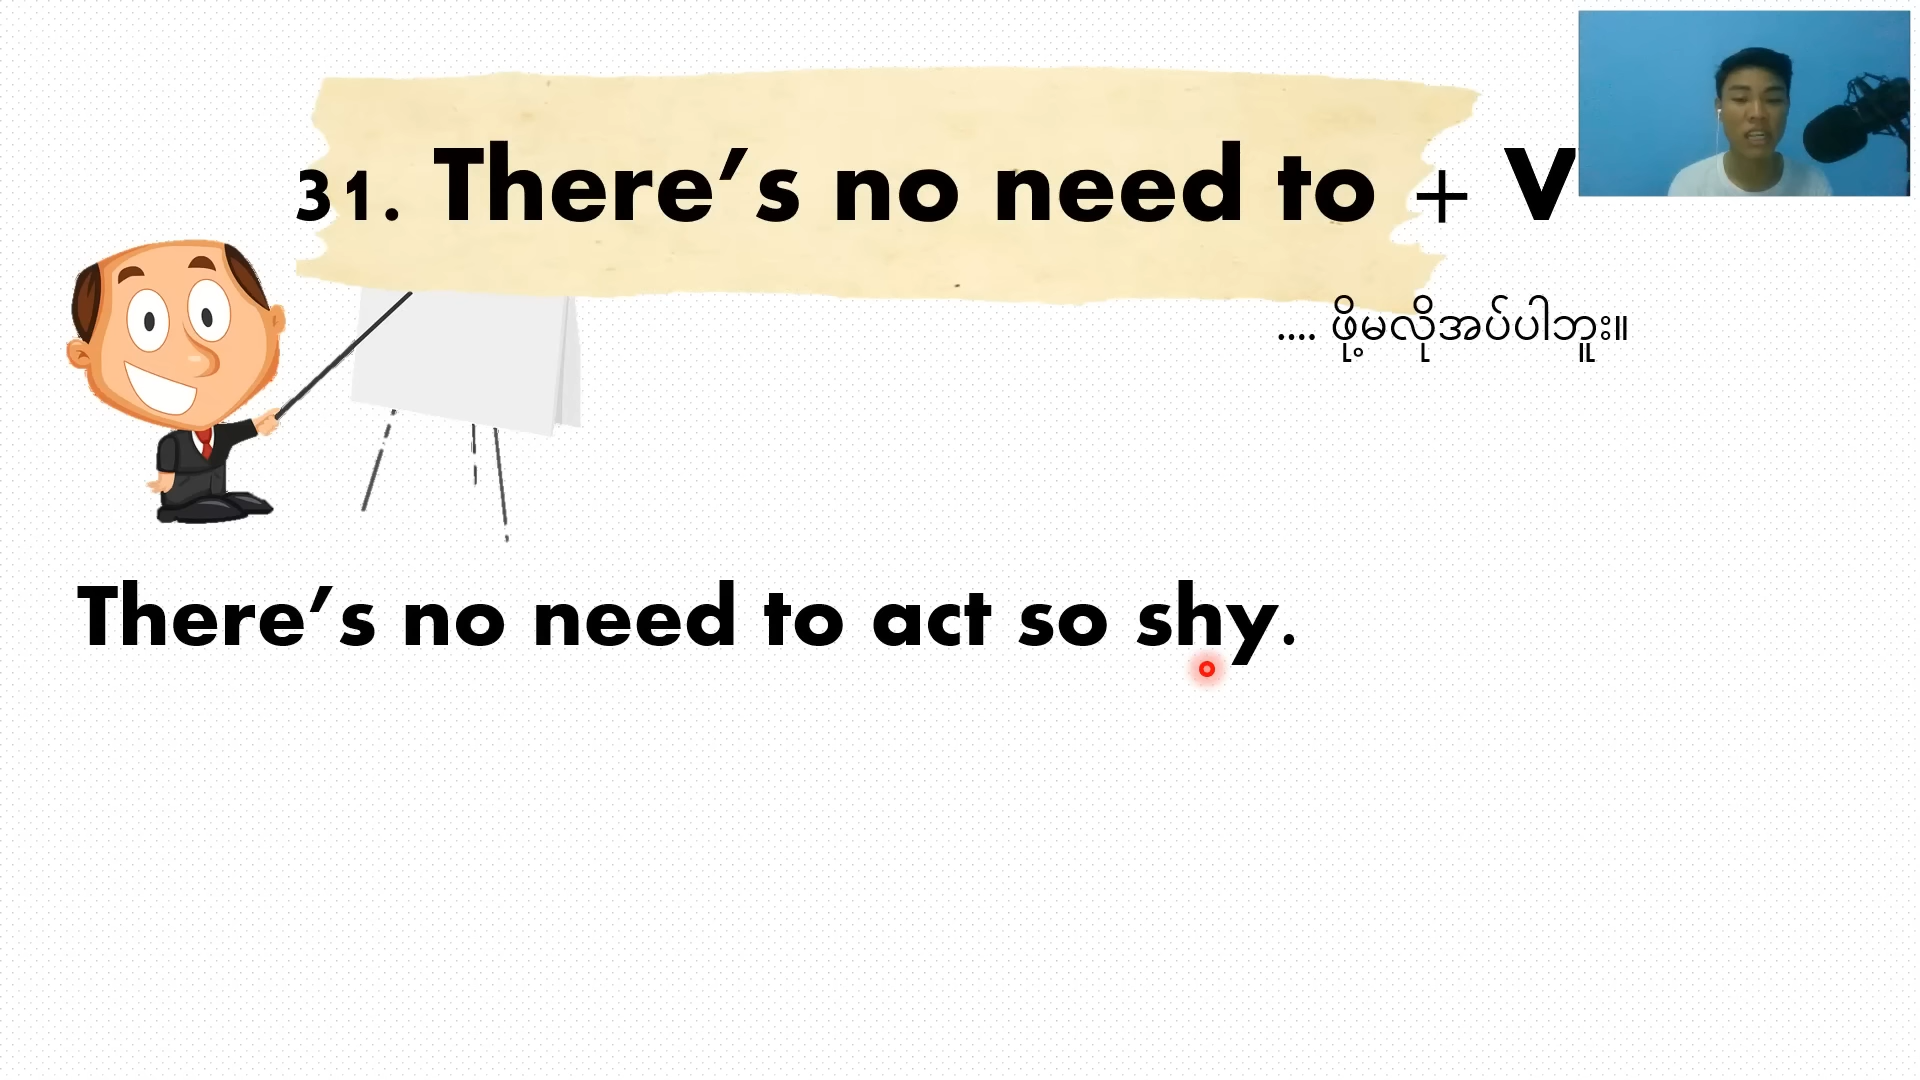 31. There’s no need to + V
.... ဖို့မလိုအပ်ပါဘူး။
There’s no need to act so shy.